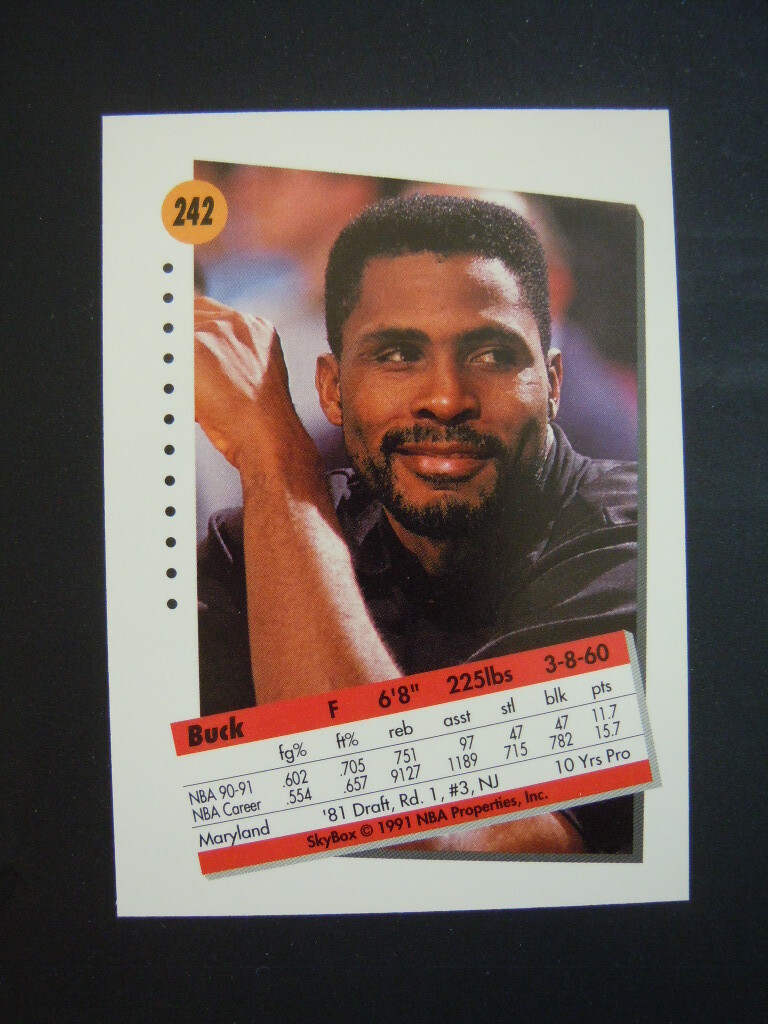 242
Buck F 6'8" 225lbs 3-8-60
fg% ft% reb asst stl blk pts
NBA 90-91 .602 .705 751 97 47 47 11.7
NBA Career .554 .657 9127 1189 715 782 15.7
Maryland '81 Draft, Rd. 1, #3, NJ 10 Yrs Pro
SkyBox © 1991 NBA Properties, Inc.